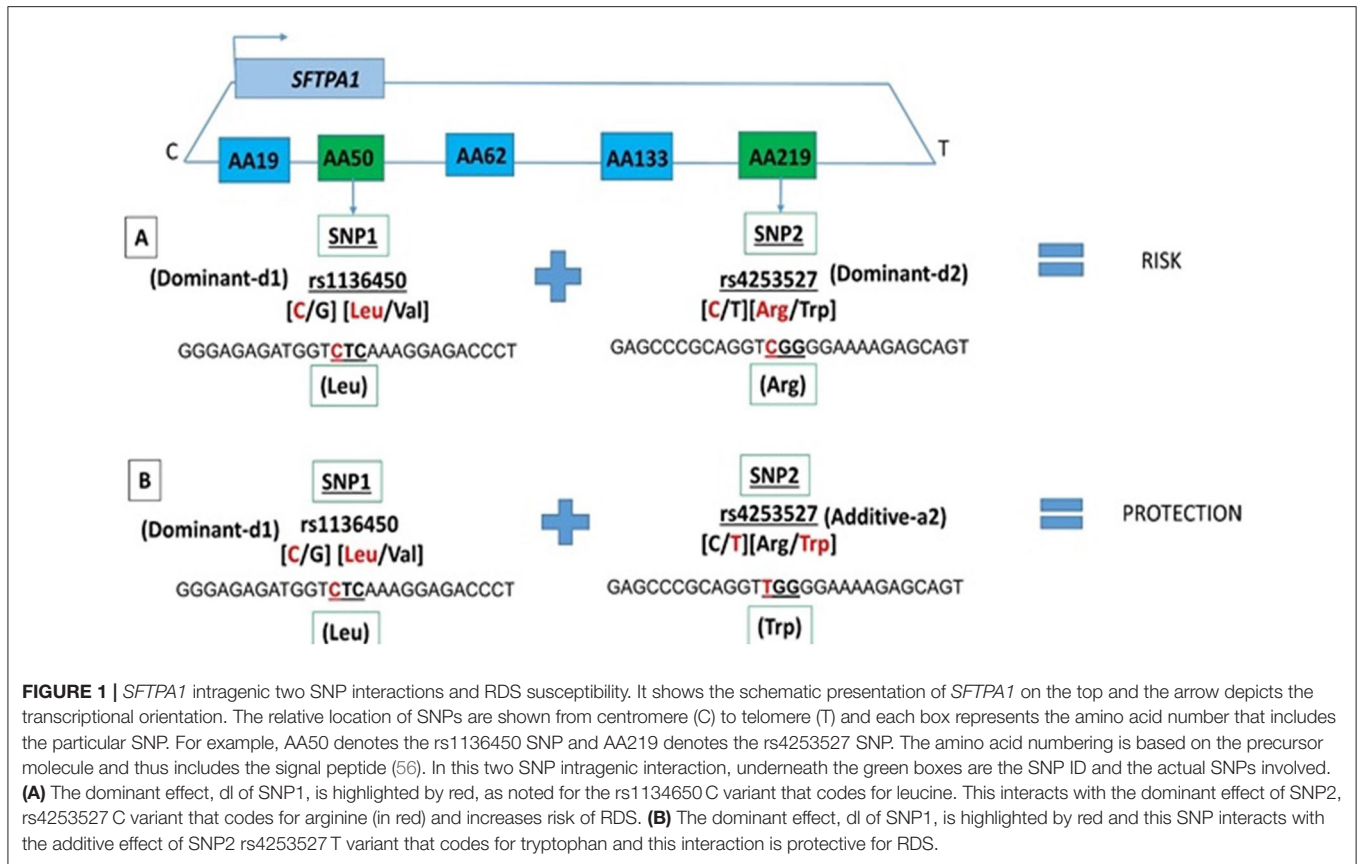 SFTPA1
C
AA19
AA50
AA62
AA133
AA219
T
A
SNP1
SNP2
(Dominant-d1)
rs1136450
rs4253527
(Dominant-d2)
RISK
[C/G] [Leu/Val]
[C/T][Arg/Trp]
GGGAGAGATGGTCTCAAAGGAGACCCT
GAGCCCGCAGGTCGGGGAAAAGAGCAGT
(Leu)
(Arg)
B
SNP1
SNP2
(Dominant-d1)
rs1136450
rs4253527 (Additive-a2)
PROTECTION
[C/G] [Leu/Val]
[C/T][Arg/Trp]
GGGAGAGATGGTCTCAAAGGAGACCCT
GAGCCCGCAGGTTGGGGAAAAGAGCAGT
(Leu)
(Trp)
FIGURE 1 | SFTPA1 intragenic two SNP interactions and RDS susceptibility. It shows the schematic presentation of SFTPA1 on the top and the arrow depicts the
transcriptional orientation. The relative location of SNPs are shown from centromere (C) to telomere (T) and each box represents the amino acid number that includes
the particular SNP. For example, AA50 denotes the rs1136450 SNP and AA219 denotes the rs4253527 SNP. The amino acid numbering is based on the precursor
molecule and thus includes the signal peptide (56). In this two SNP intragenic interaction, underneath the green boxes are the SNP ID and the actual SNPs involved.
(A) The dominant effect, dl of SNP1, is highlighted by red, as noted for the rs1134650 C variant that codes for leucine. This interacts with the dominant effect of SNP2,
rs4253527 C variant that codes for arginine (in red) and increases risk of RDS. (B) The dominant effect, dl of SNP1, is highlighted by red and this SNP interacts with
the additive effect of SNP2 rs4253527 T variant that codes for tryptophan and this interaction is protective for RDS.